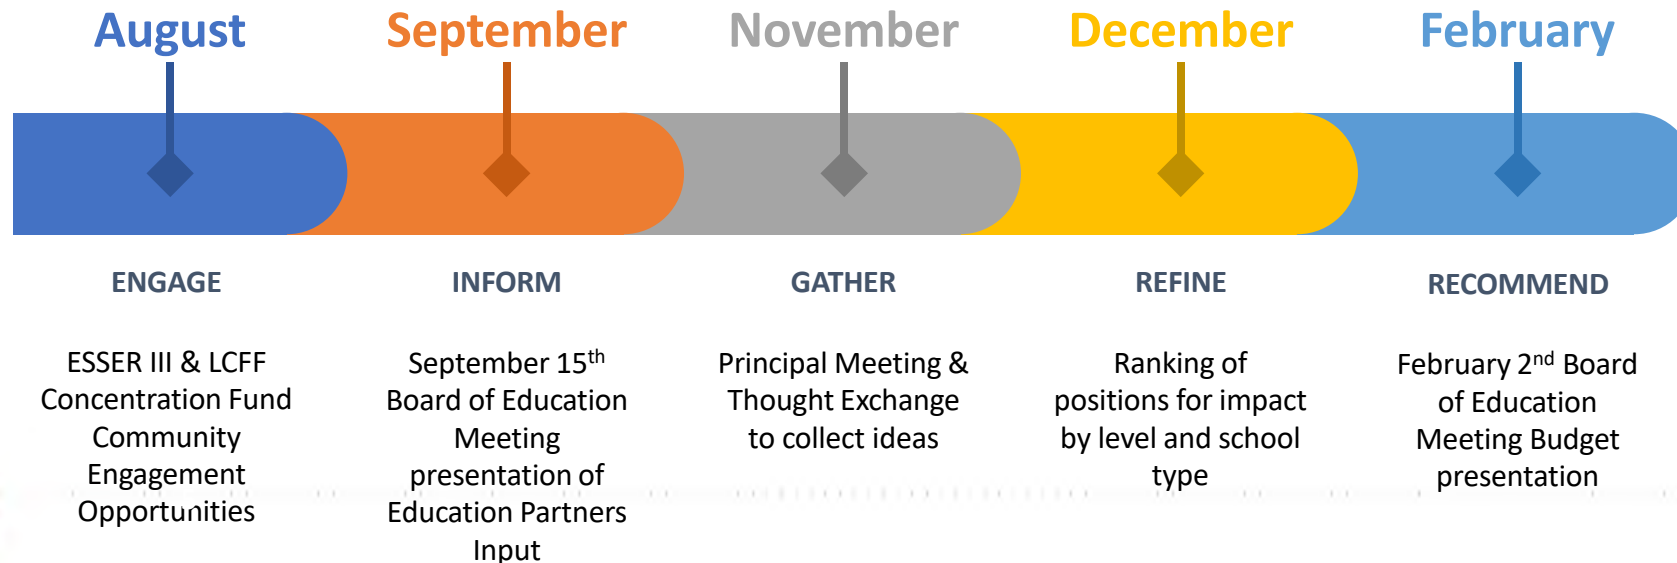 August
September
November
December
February
ENGAGE
INFORM
GATHER
REFINE
RECOMMEND
ESSER III & LCFF
Concentration Fund
Community
Engagement
Opportunities
September 15th
Board of Education
Meeting
presentation of
Education Partners
Input
Principal Meeting &
Thought Exchange
to collect ideas
Ranking of
positions for impact
by level and school
type
February 2nd Board
of Education
Meeting Budget
presentation